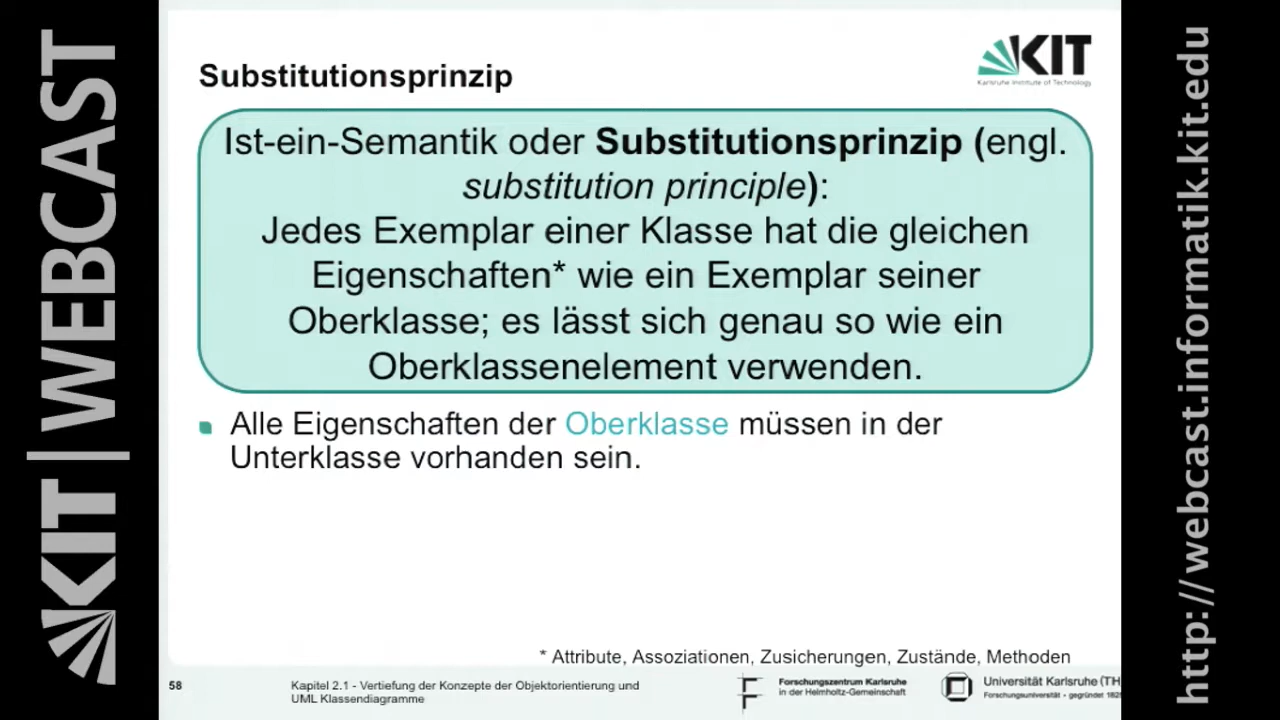 KIT | WEBCAST
Substitutionsprinzip
KIT
Karlsruhe Institute of Technology
Ist-ein-Semantik oder Substitutionsprinzip (engl.
substitution principle):
Jedes Exemplar einer Klasse hat die gleichen
Eigenschaften* wie ein Exemplar seiner
Oberklasse; es lässt sich genau so wie ein
Oberklassenelement verwenden.
Alle Eigenschaften der Oberklasse müssen in der
Unterklasse vorhanden sein.
* Attribute, Assoziationen, Zusicherungen, Zustände, Methoden
58
Kapitel 2.1 - Vertiefung der Konzepte der Objektorientierung und
UML Klassendiagramme
Forschungszentrum Karlsruhe
in der Helmholtz-Gemeinschaft
Universität Karlsruhe (TH
Forschungsuniversität • gegründet 182
http://webcast.informatik.kit.edu